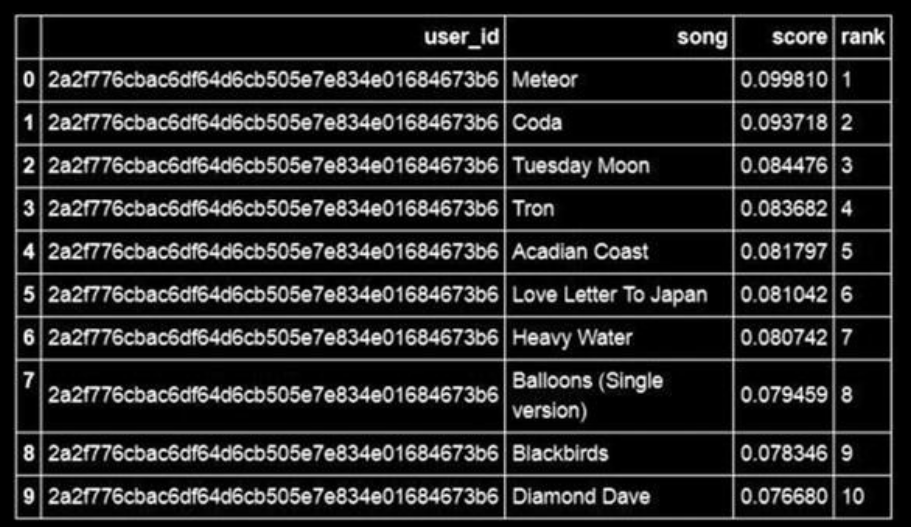 user_id song score rank
0 2a2f776cbac6df64d6cb505e7e834e01684673b6 Meteor 0.099810 1
1 2a2f776cbac6df64d6cb505e7e834e01684673b6 Coda 0.093718 2
2 2a2f776cbac6df64d6cb505e7e834e01684673b6 Tuesday Moon 0.084476 3
3 2a2f776cbac6df64d6cb505e7e834e01684673b6 Tron 0.083682 4
4 2a2f776cbac6df64d6cb505e7e834e01684673b6 Acadian Coast 0.081797 5
5 2a2f776cbac6df64d6cb505e7e834e01684673b6 Love Letter To Japan 0.081042 6
6 2a2f776cbac6df64d6cb505e7e834e01684673b6 Heavy Water 0.080742 7
7 2a2f776cbac6df64d6cb505e7e834e01684673b6 Balloons (Single
version) 0.079459 8
8 2a2f776cbac6df64d6cb505e7e834e01684673b6 Blackbirds 0.078346 9
9 2a2f776cbac6df64d6cb505e7e834e01684673b6 Diamond Dave 0.076680 10